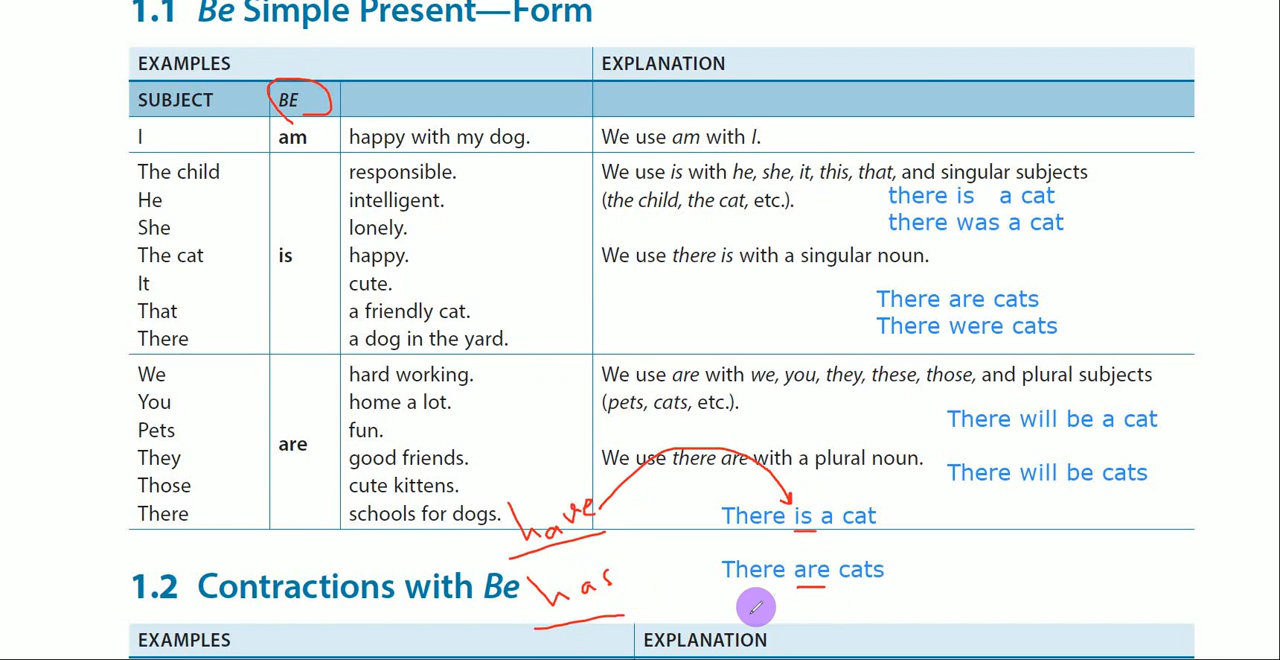 1.1 Be Simple Present—Form
EXAMPLES EXPLANATION
SUBJECT BE
I am happy with my dog. We use am with I.
The child responsible. We use is with he, she, it, this, that, and singular subjects
He intelligent. (the child, the cat, etc.). there is a cat
She lonely. there was a cat
The cat is happy. We use there is with a singular noun.
It cute.
There are cats
That a friendly cat.
There were cats
There a dog in the yard.
We hard working. We use are with we, you, they, these, those, and plural subjects
You home a lot. (pets, cats, etc.).
There will be a cat
Pets fun.
are
They good friends. We use there are with a plural noun.
There will be cats
Those cute kittens.
There schools for dogs. have There is a cat
There are cats
1.2 Contractions with Be has
EXAMPLES EXPLANATION